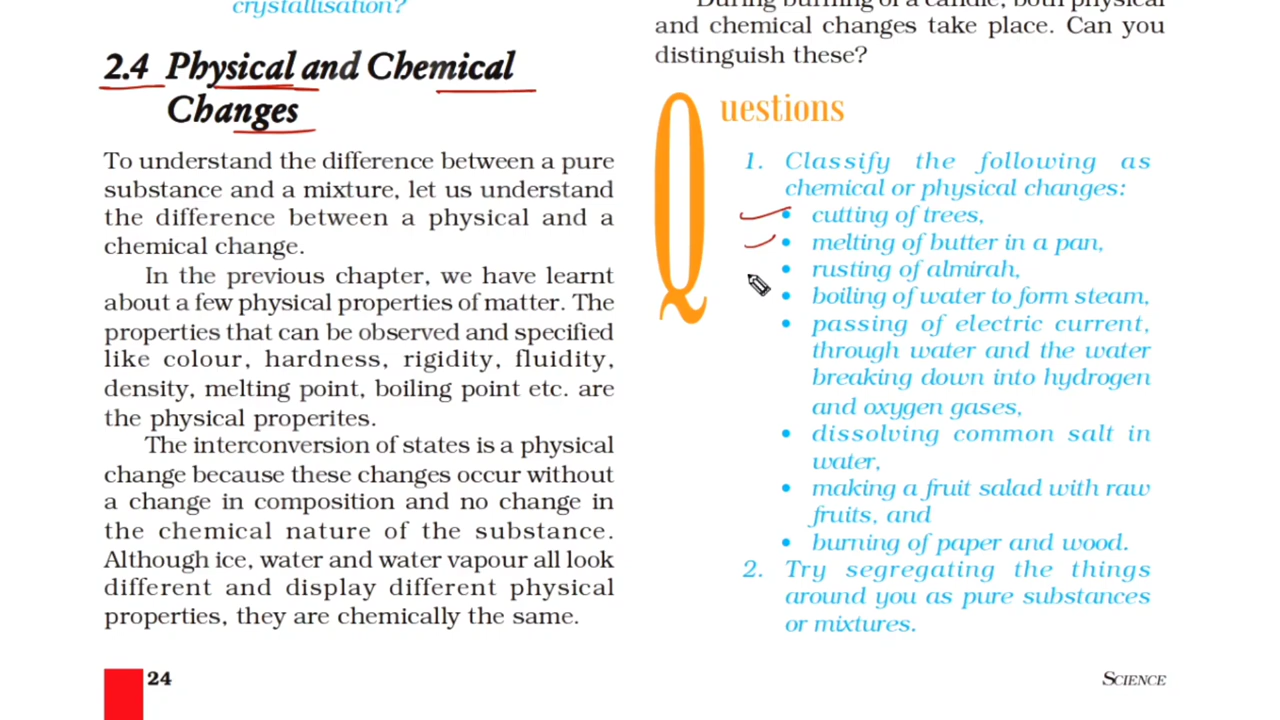 crystallisation?
2.4 Physical and Chemical
Changes
To understand the difference between a pure
substance and a mixture, let us understand
the difference between a physical and a
chemical change.
In the previous chapter, we have learnt
about a few physical properties of matter. The
properties that can be observed and specified
like colour, hardness, rigidity, fluidity,
density, melting point, boiling point etc. are
the physical properites.
The interconversion of states is a physical
change because these changes occur without
a change in composition and no change in
the chemical nature of the substance.
Although ice, water and water vapour all look
different and display different physical
properties, they are chemically the same.
24
During burning of a candle, both physical
and chemical changes take place. Can you
distinguish these?
Questions
1. Classify the following as
chemical or physical changes:
• cutting of trees,
• melting of butter in a pan,
• rusting of almirah,
• boiling of water to form steam,
• passing of electric current,
through water and the water
breaking down into hydrogen
and oxygen gases,
• dissolving common salt in
water,
• making a fruit salad with raw
fruits, and
• burning of paper and wood.
2. Try segregating the things
around you as pure substances
or mixtures.
SCIENCE